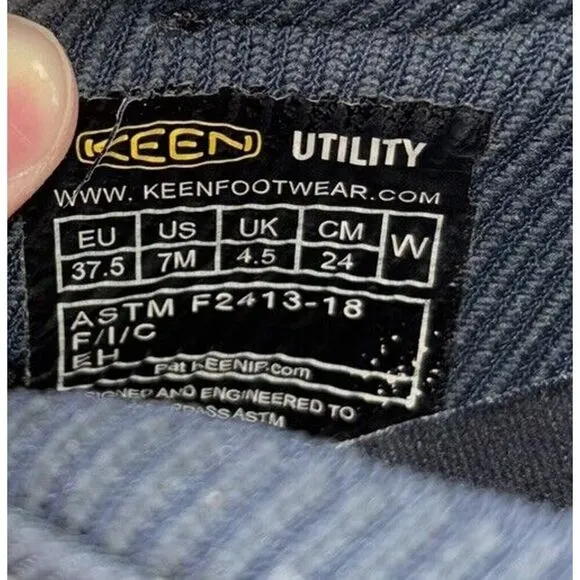 KEEN UTILITY
WWW.KEENFOOTWEAR.COM
EU US UK CM W
37.5 7M 4.5 24
ASTM F2413-18
F/I/C
EH
Pat KEENIP.com
AND ENGINEERED TO
ASTM